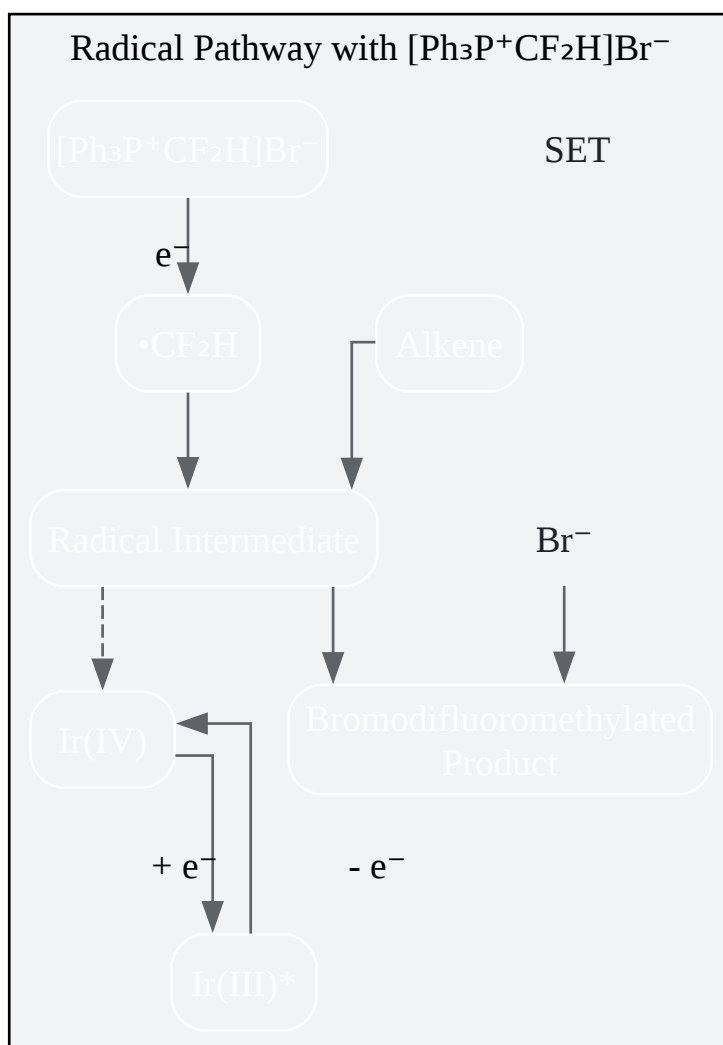 Radical Pathway with [Ph₃P⁺CF₂H]Br⁻
[Ph₃P⁺CF₂H]Br⁻
SET
e⁻
•CF₂H
Alkene
Radical Intermediate
Br⁻
Ir(IV)
Bromodifluoromethylated
Product
+ e⁻
- e⁻
Ir(III)*